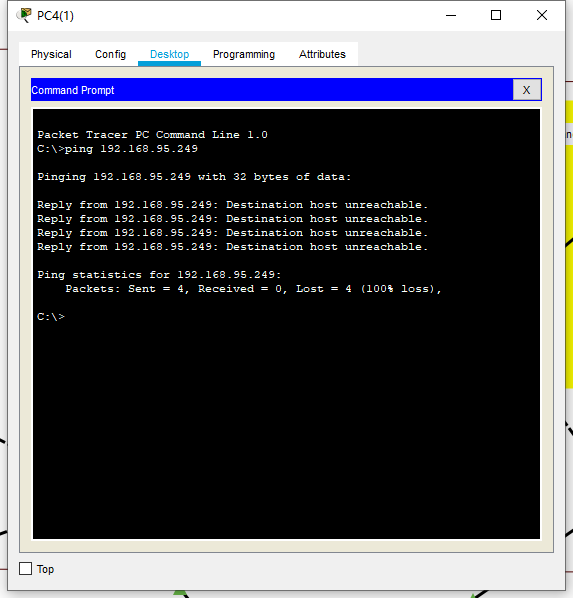 PC4(1)
Physical Config Desktop Programming Attributes
Command Prompt X
Packet Tracer PC Command Line 1.0
C:\>ping 192.168.95.249
Pinging 192.168.95.249 with 32 bytes of data:
Reply from 192.168.95.249: Destination host unreachable.
Reply from 192.168.95.249: Destination host unreachable.
Reply from 192.168.95.249: Destination host unreachable.
Reply from 192.168.95.249: Destination host unreachable.
Ping statistics for 192.168.95.249:
Packets: Sent = 4, Received = 0, Lost = 4 (100% loss),
C:\>
Top